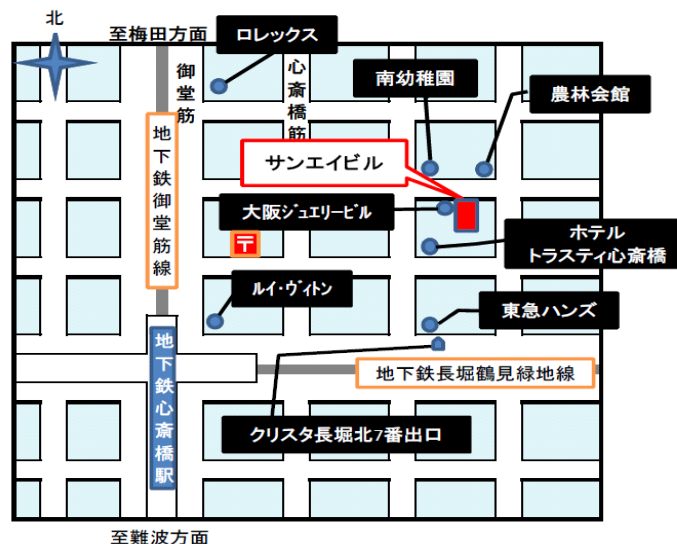 北
至梅田方面
ロレックス
御堂筋
心斎橋筋
南幼稚園
農林会館
地下鉄御堂筋線
サンエイビル
大阪ジュエリービル
〒
ホテル
トラスティ心斎橋
ルイ・ヴィトン
東急ハンズ
地下鉄心斎橋駅
地下鉄長堀鶴見緑地線
クリスタ長堀北7番出口
至難波方面